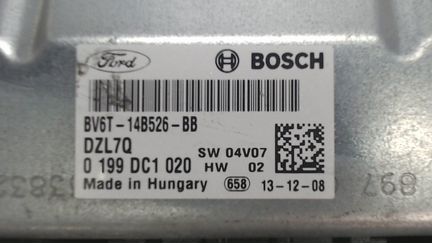 Ford BOSCH
BV6T-14B526-BB
DZL7Q
0 199 DC1 020 SW 04V07
HW 02
Made in Hungary 658 13-12-08